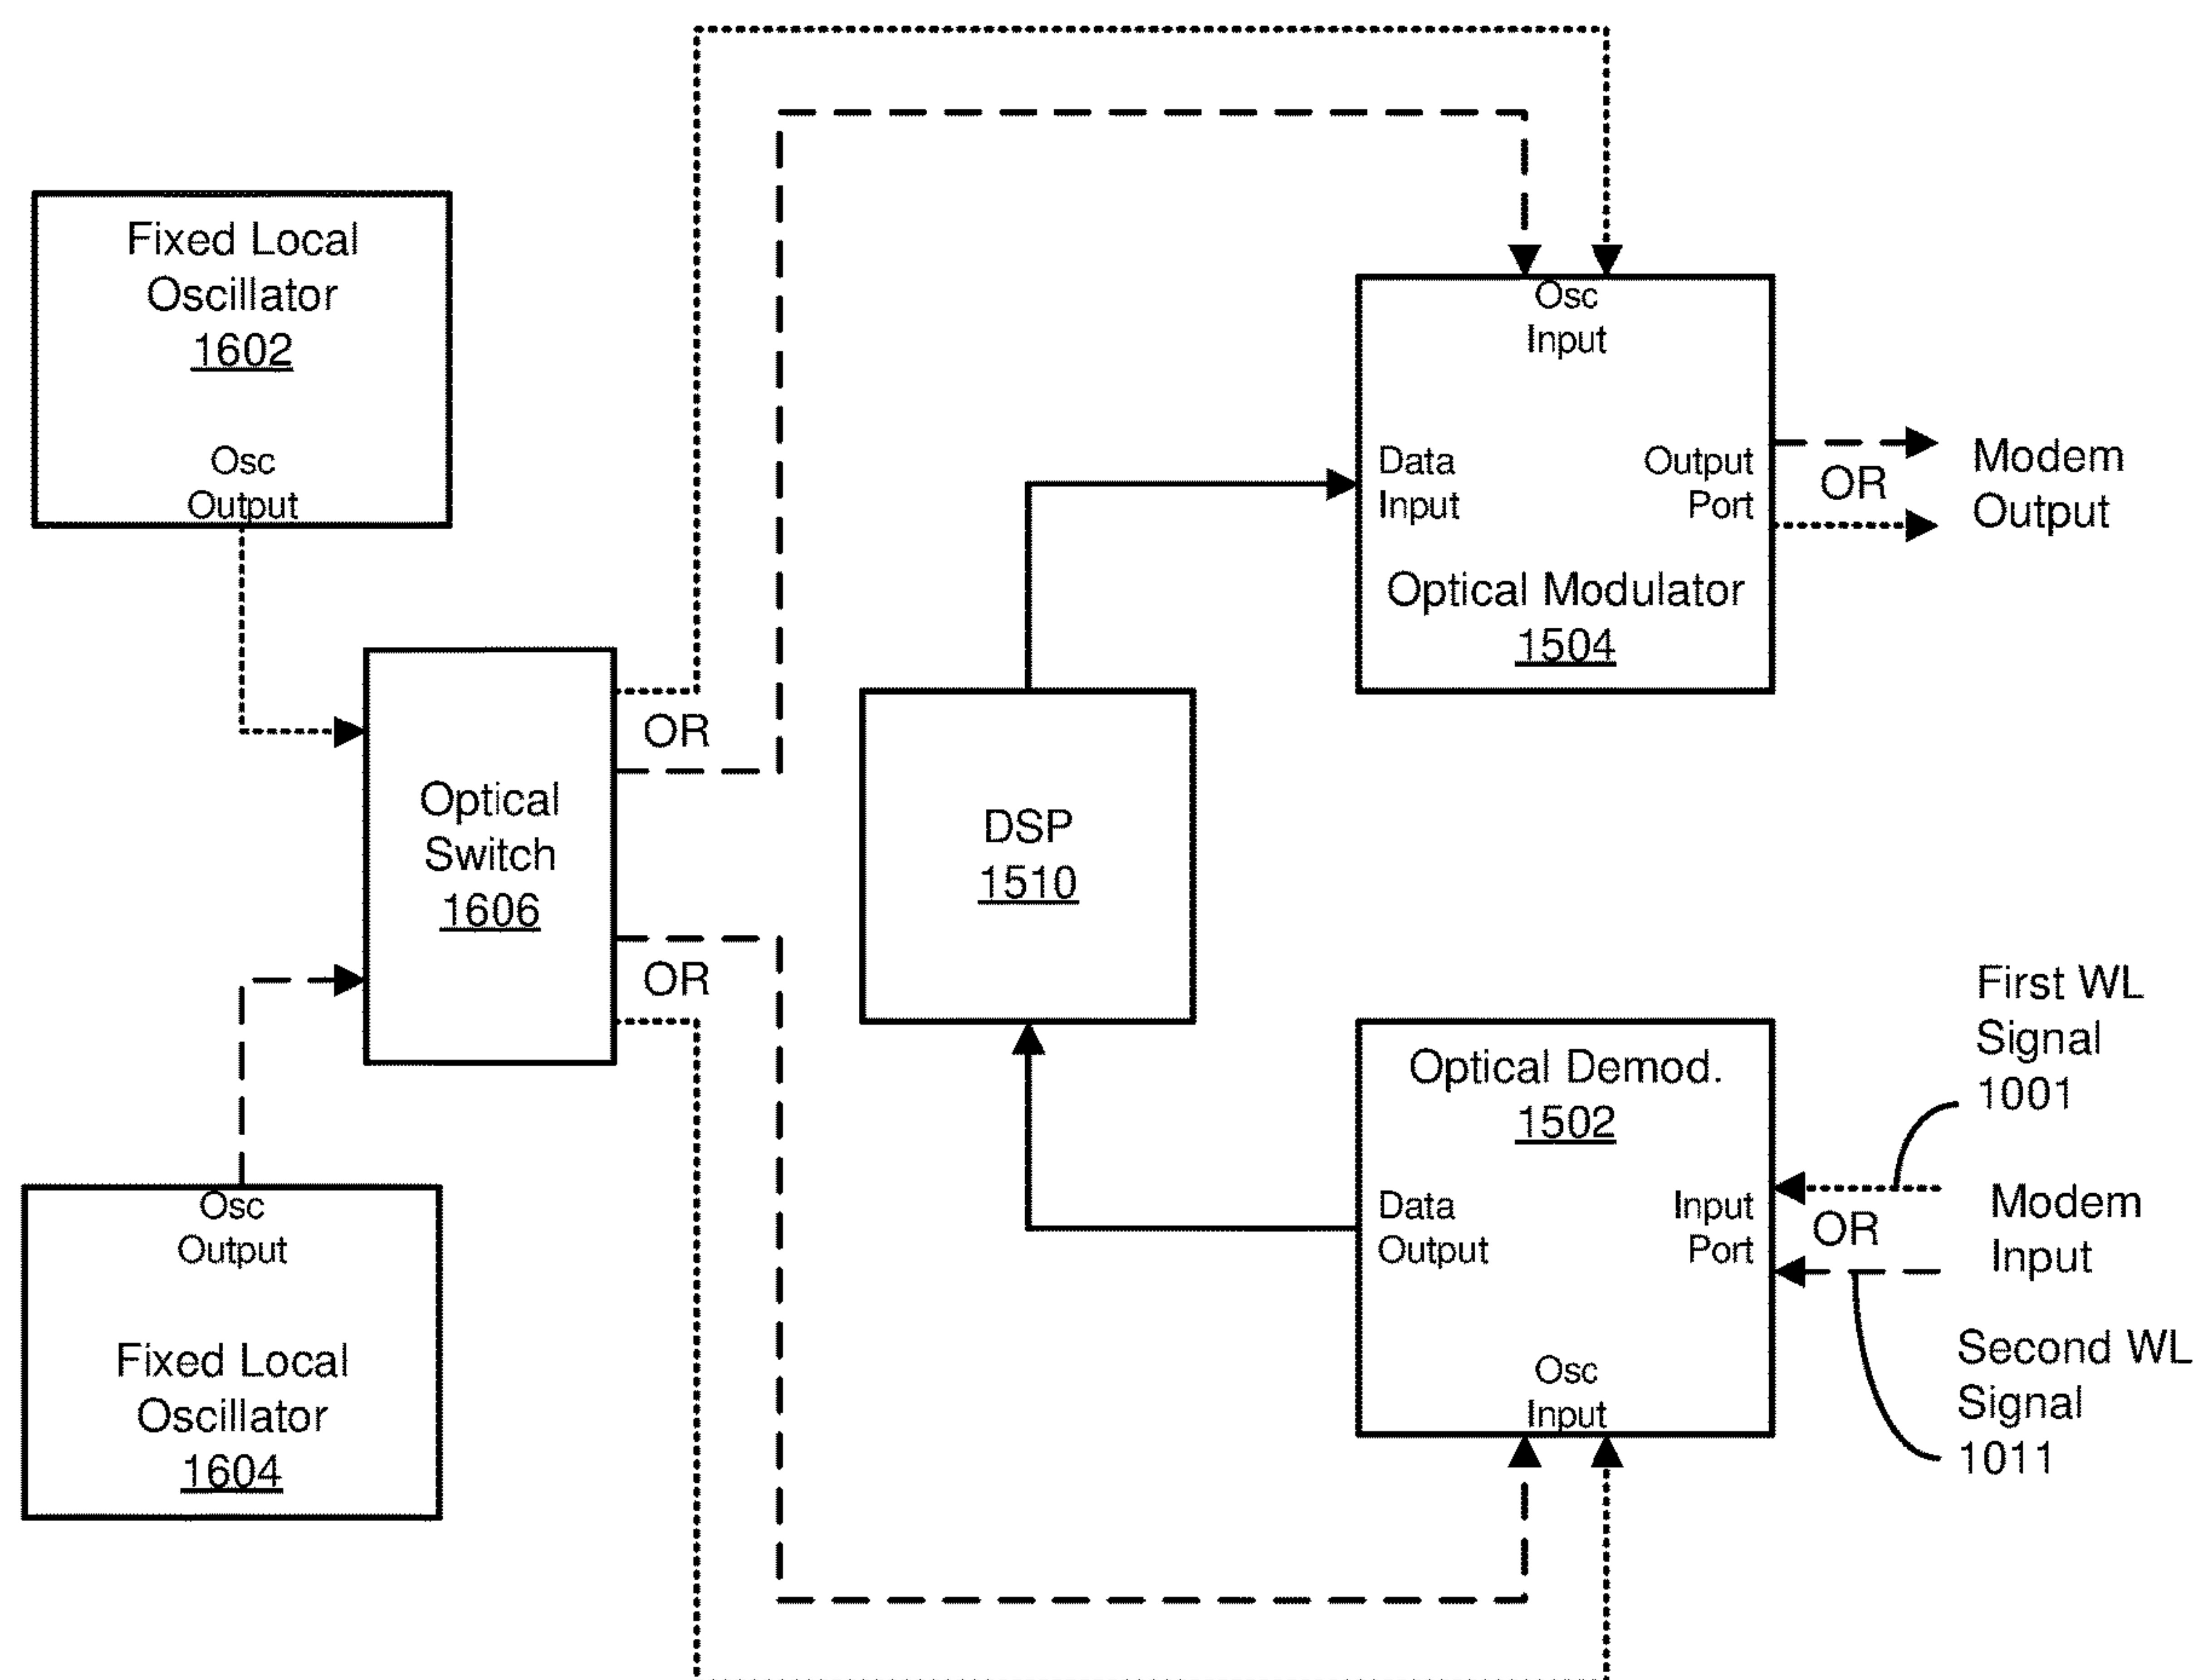 Fixed Local
Oscillator
1602
Osc
Output
Optical
Switch
1606
OR
OR
Osc
Output
Fixed Local
Oscillator
1604
DSP
1510
Osc
Input
Data
Input
Output
Port
Optical Modulator
1504
OR
Modem
Output
Optical Demod.
1502
Data
Output
Input
Port
Osc
Input
First WL
Signal
1001
OR
Modem
Input
Second WL
Signal
1011